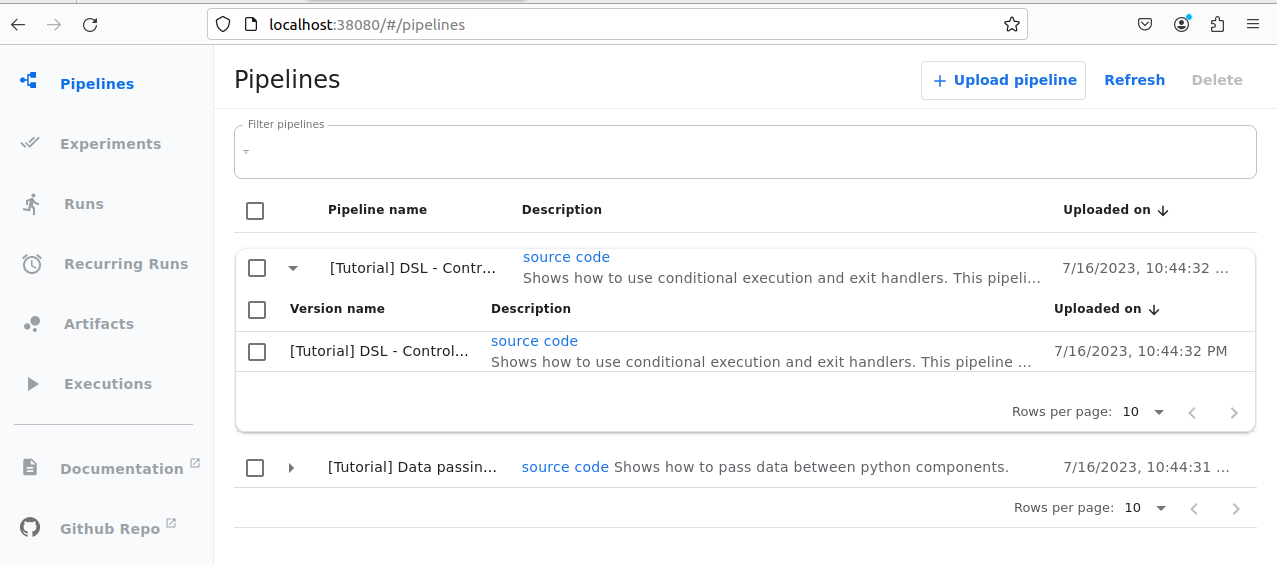 localhost:38080/#/pipelines
Pipelines
Experiments
Runs
Recurring Runs
Artifacts
Executions
Documentation
Github Repo
Pipelines
+ Upload pipeline Refresh Delete
Filter pipelines
Pipeline name Description Uploaded on
[Tutorial] DSL - Contr... source code 7/16/2023, 10:44:32 ...
Shows how to use conditional execution and exit handlers. This pipeli...
Version name Description Uploaded on
[Tutorial] DSL - Control... source code 7/16/2023, 10:44:32 PM
Shows how to use conditional execution and exit handlers. This pipeline ...
Rows per page: 10
[Tutorial] Data passin... source code Shows how to pass data between python components. 7/16/2023, 10:44:31 ...
Rows per page: 10